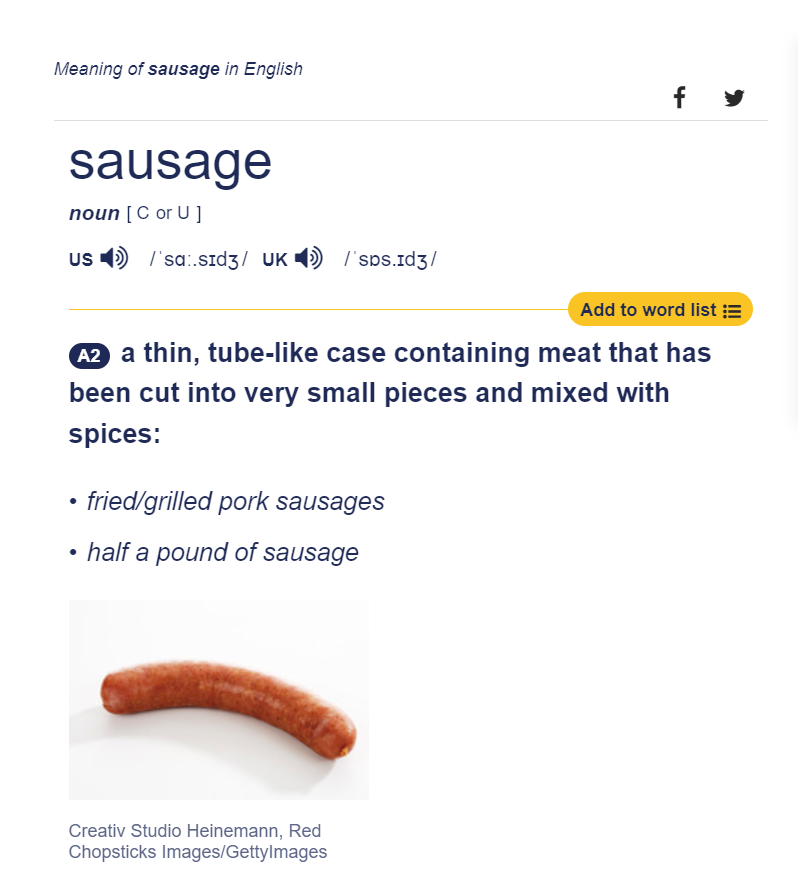 Meaning of sausage in English
sausage
noun [ C or U ]
US /ˈsɑː.sɪdʒ/ UK /ˈsɒs.ɪdʒ/
Add to word list
A2 a thin, tube-like case containing meat that has
been cut into very small pieces and mixed with
spices:
• fried/grilled pork sausages
• half a pound of sausage
Creativ Studio Heinemann, Red
Chopsticks Images/GettyImages